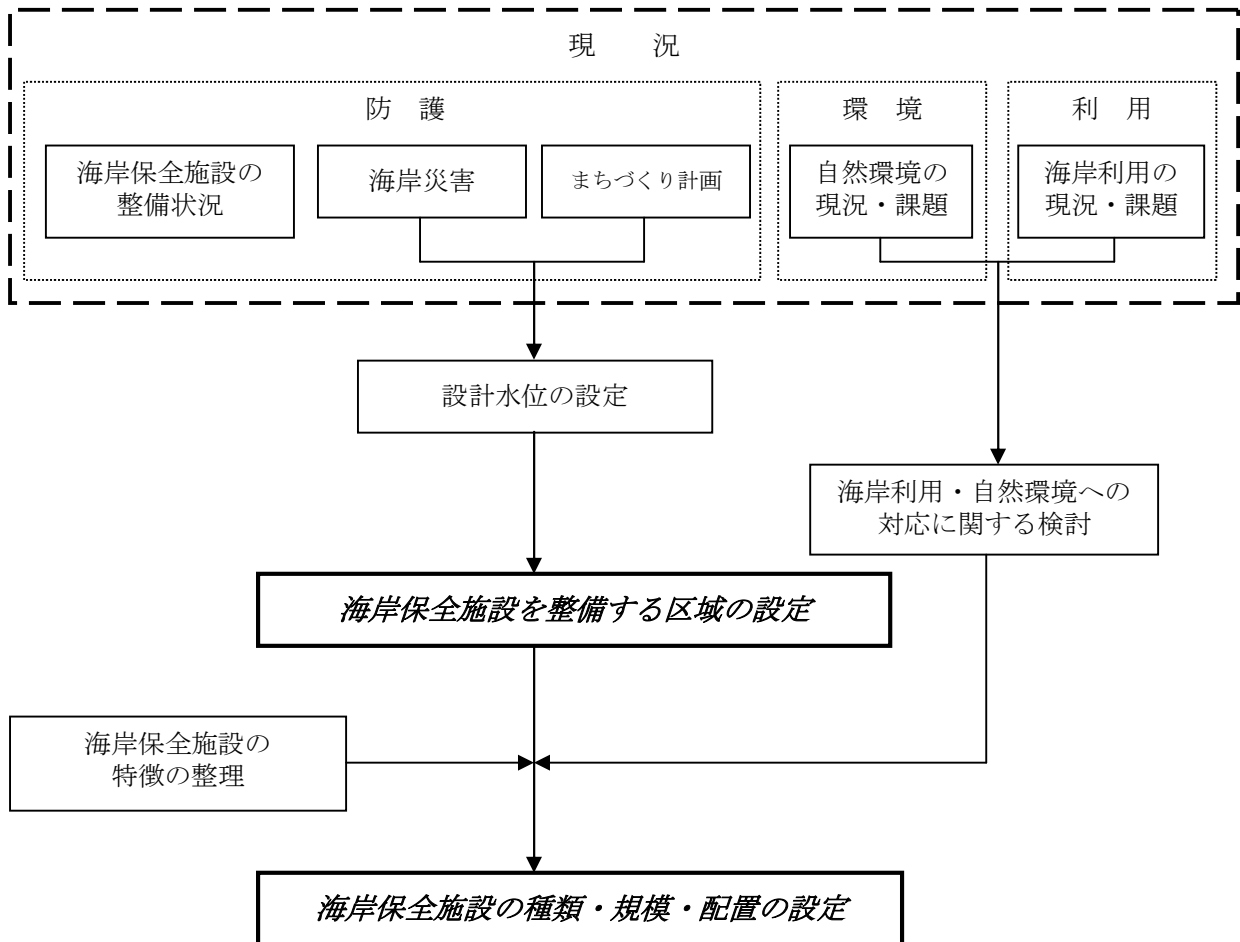 現　　況
防　護
環　境
利　用
海岸保全施設の
整備状況
海岸災害
まちづくり計画
自然環境の
現況・課題
海岸利用の
現況・課題
設計水位の設定
海岸利用・自然環境への
対応に関する検討
海岸保全施設を整備する区域の設定
海岸保全施設の
特徴の整理
海岸保全施設の種類・規模・配置の設定